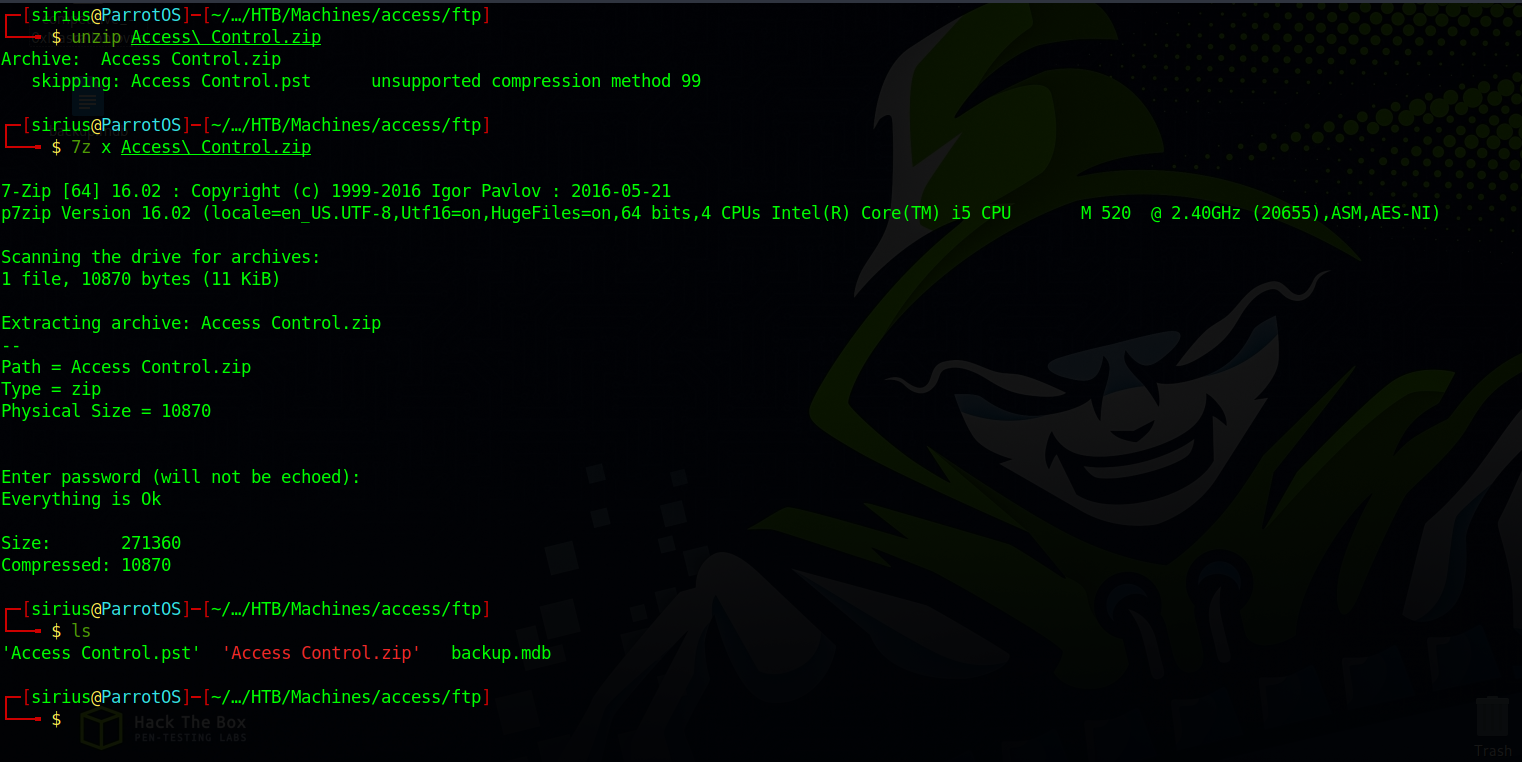 ┌─[sirius@ParrotOS]─[~/…/HTB/Machines/access/ftp]
└──╼ $ unzip Access\ Control.zip
Archive:  Access Control.zip
   skipping: Access Control.pst      unsupported compression method 99
┌─[sirius@ParrotOS]─[~/…/HTB/Machines/access/ftp]
└──╼ $ 7z x Access\ Control.zip
7-Zip [64] 16.02 : Copyright (c) 1999-2016 Igor Pavlov : 2016-05-21
p7zip Version 16.02 (locale=en_US.UTF-8,Utf16=on,HugeFiles=on,64 bits,4 CPUs Intel(R) Core(TM) i5 CPU       M 520  @ 2.40GHz (20655),ASM,AES-NI)
Scanning the drive for archives:
1 file, 10870 bytes (11 KiB)
Extracting archive: Access Control.zip
--
Path = Access Control.zip
Type = zip
Physical Size = 10870
Enter password (will not be echoed):
Everything is Ok
Size:       271360
Compressed: 10870
┌─[sirius@ParrotOS]─[~/…/HTB/Machines/access/ftp]
└──╼ $ ls
'Access Control.pst'  'Access Control.zip'   backup.mdb
┌─[sirius@ParrotOS]─[~/…/HTB/Machines/access/ftp]
└──╼ $
Hack The Box
PEN-TESTING LABS
Trash